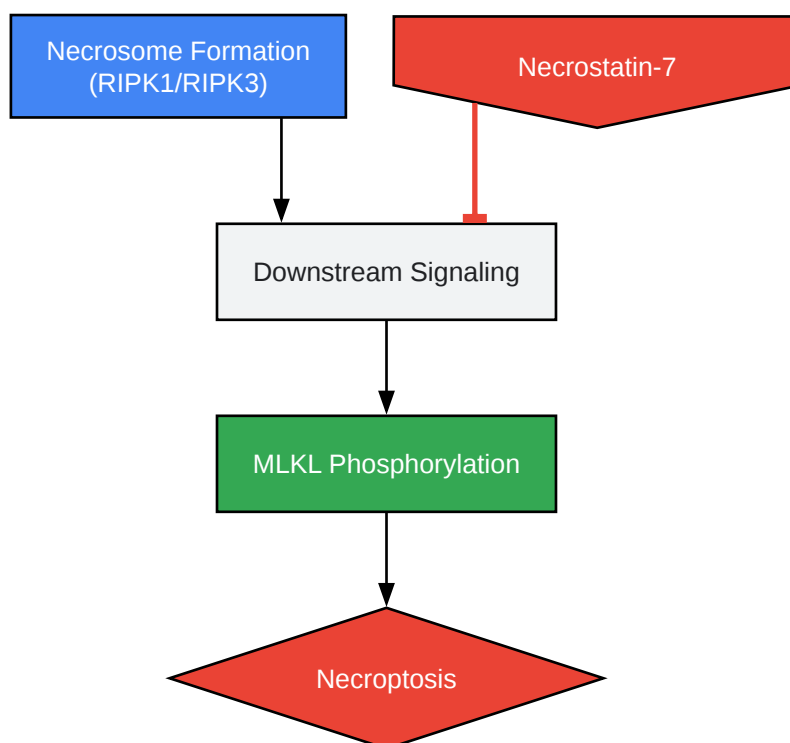 Necrosome Formation
(RIPK1/RIPK3)
Necrostatin-7
Downstream Signaling
MLKL Phosphorylation
Necroptosis